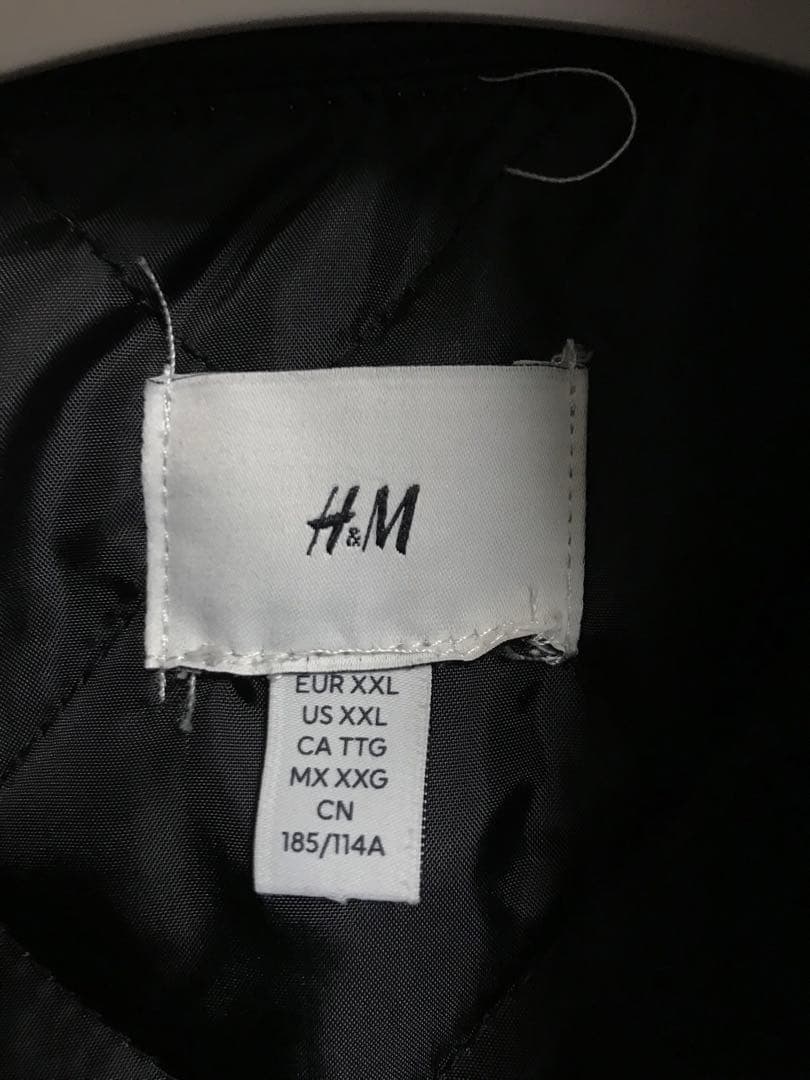 H&M
EUR XXL
US XXL
CA TTG
MX XXG
CN
185/114A